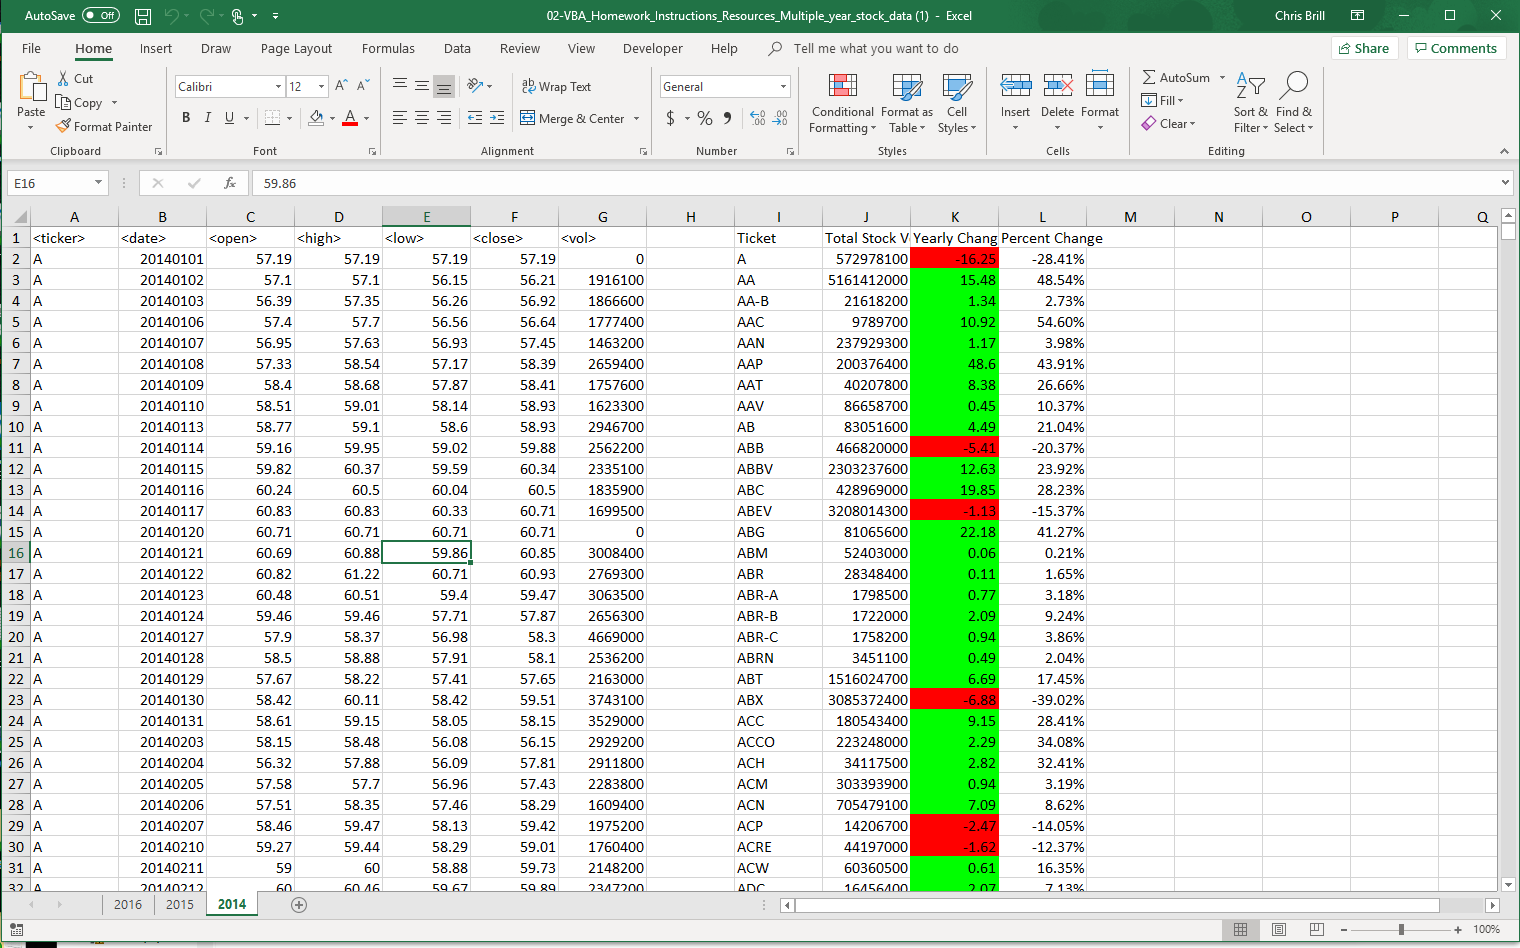 AutoSave Off 02-VBA_Homework_Instructions_Resources_Multiple_year_stock_data (1) - Excel Chris Brill
File Home Insert Draw Page Layout Formulas Data Review View Developer Help Tell me what you want to do Share Comments
Paste Cut Copy Format Painter Clipboard
Calibri 12 B I U Font
Wrap Text Merge & Center Alignment
General $ % Number
Conditional Formatting Format as Table Cell Styles Styles
Insert Delete Format Cells
AutoSum Fill Clear Sort & Filter Find & Select Editing
E16 fx 59.86
A B C D E F G H I J K L M N O P Q
1 <ticker> <date> <open> <high> <low> <close> <vol> Ticket Total Stock V Yearly Chang Percent Change
2 A 20140101 57.19 57.19 57.19 57.19 0 A 572978100 -16.25 -28.41%
3 A 20140102 57.1 57.1 56.15 56.21 1916100 AA 5161412000 15.48 48.54%
4 A 20140103 56.39 57.35 56.26 56.92 1866600 AA-B 21618200 1.34 2.73%
5 A 20140106 57.4 57.7 56.56 56.64 1777400 AAC 9789700 10.92 54.60%
6 A 20140107 56.95 57.63 56.93 57.45 1463200 AAN 237929300 1.17 3.98%
7 A 20140108 57.33 58.54 57.17 58.39 2659400 AAP 200376400 48.6 43.91%
8 A 20140109 58.4 58.68 57.87 58.41 1757600 AAT 40207800 8.38 26.66%
9 A 20140110 58.51 59.01 58.14 58.93 1623300 AAV 86658700 0.45 10.37%
10 A 20140113 58.77 59.1 58.6 58.93 2946700 AB 83051600 4.49 21.04%
11 A 20140114 59.16 59.95 59.02 59.88 2562200 ABB 466820000 -5.41 -20.37%
12 A 20140115 59.82 60.37 59.59 60.34 2335100 ABBV 2303237600 12.63 23.92%
13 A 20140116 60.24 60.5 60.04 60.5 1835900 ABC 428969000 19.85 28.23%
14 A 20140117 60.83 60.83 60.33 60.71 1699500 ABEV 3208014300 -1.13 -15.37%
15 A 20140120 60.71 60.71 60.71 60.71 0 ABG 81065600 22.18 41.27%
16 A 20140121 60.69 60.88 59.86 60.85 3008400 ABM 52403000 0.06 0.21%
17 A 20140122 60.82 61.22 60.71 60.93 2769300 ABR 28348400 0.11 1.65%
18 A 20140123 60.48 60.51 59.4 59.47 3063500 ABR-A 1798500 0.77 3.18%
19 A 20140124 59.46 59.46 57.71 57.87 2656300 ABR-B 1722000 2.09 9.24%
20 A 20140127 57.9 58.37 56.98 58.3 4669000 ABR-C 1758200 0.94 3.86%
21 A 20140128 58.5 58.88 57.91 58.1 2536200 ABRN 3451100 0.49 2.04%
22 A 20140129 57.67 58.22 57.41 57.65 2163000 ABT 1516024700 6.69 17.45%
23 A 20140130 58.42 60.11 58.42 59.51 3743100 ABX 3085372400 -6.88 -39.02%
24 A 20140131 58.61 59.15 58.05 58.15 3529000 ACC 180543400 9.15 28.41%
25 A 20140203 58.15 58.48 56.08 56.15 2929200 ACCO 223248000 2.29 34.08%
26 A 20140204 56.32 57.88 56.09 57.81 2911800 ACH 34117500 2.82 32.41%
27 A 20140205 57.58 57.7 56.96 57.43 2283800 ACM 303393900 0.94 3.19%
28 A 20140206 57.51 58.35 57.46 58.29 1609400 ACN 705479100 7.09 8.62%
29 A 20140207 58.46 59.47 58.13 59.42 1975200 ACP 14206700 -2.47 -14.05%
30 A 20140210 59.27 59.44 58.29 59.01 1760400 ACRE 44197000 -1.62 -12.37%
31 A 20140211 59 60 58.88 59.73 2148200 ACW 60360500 0.61 16.35%
32 A 20140212 60 60.46 59.67 59.89 2347200 ADC 16456400 2.07 7.13%
2016 2015 2014
100%